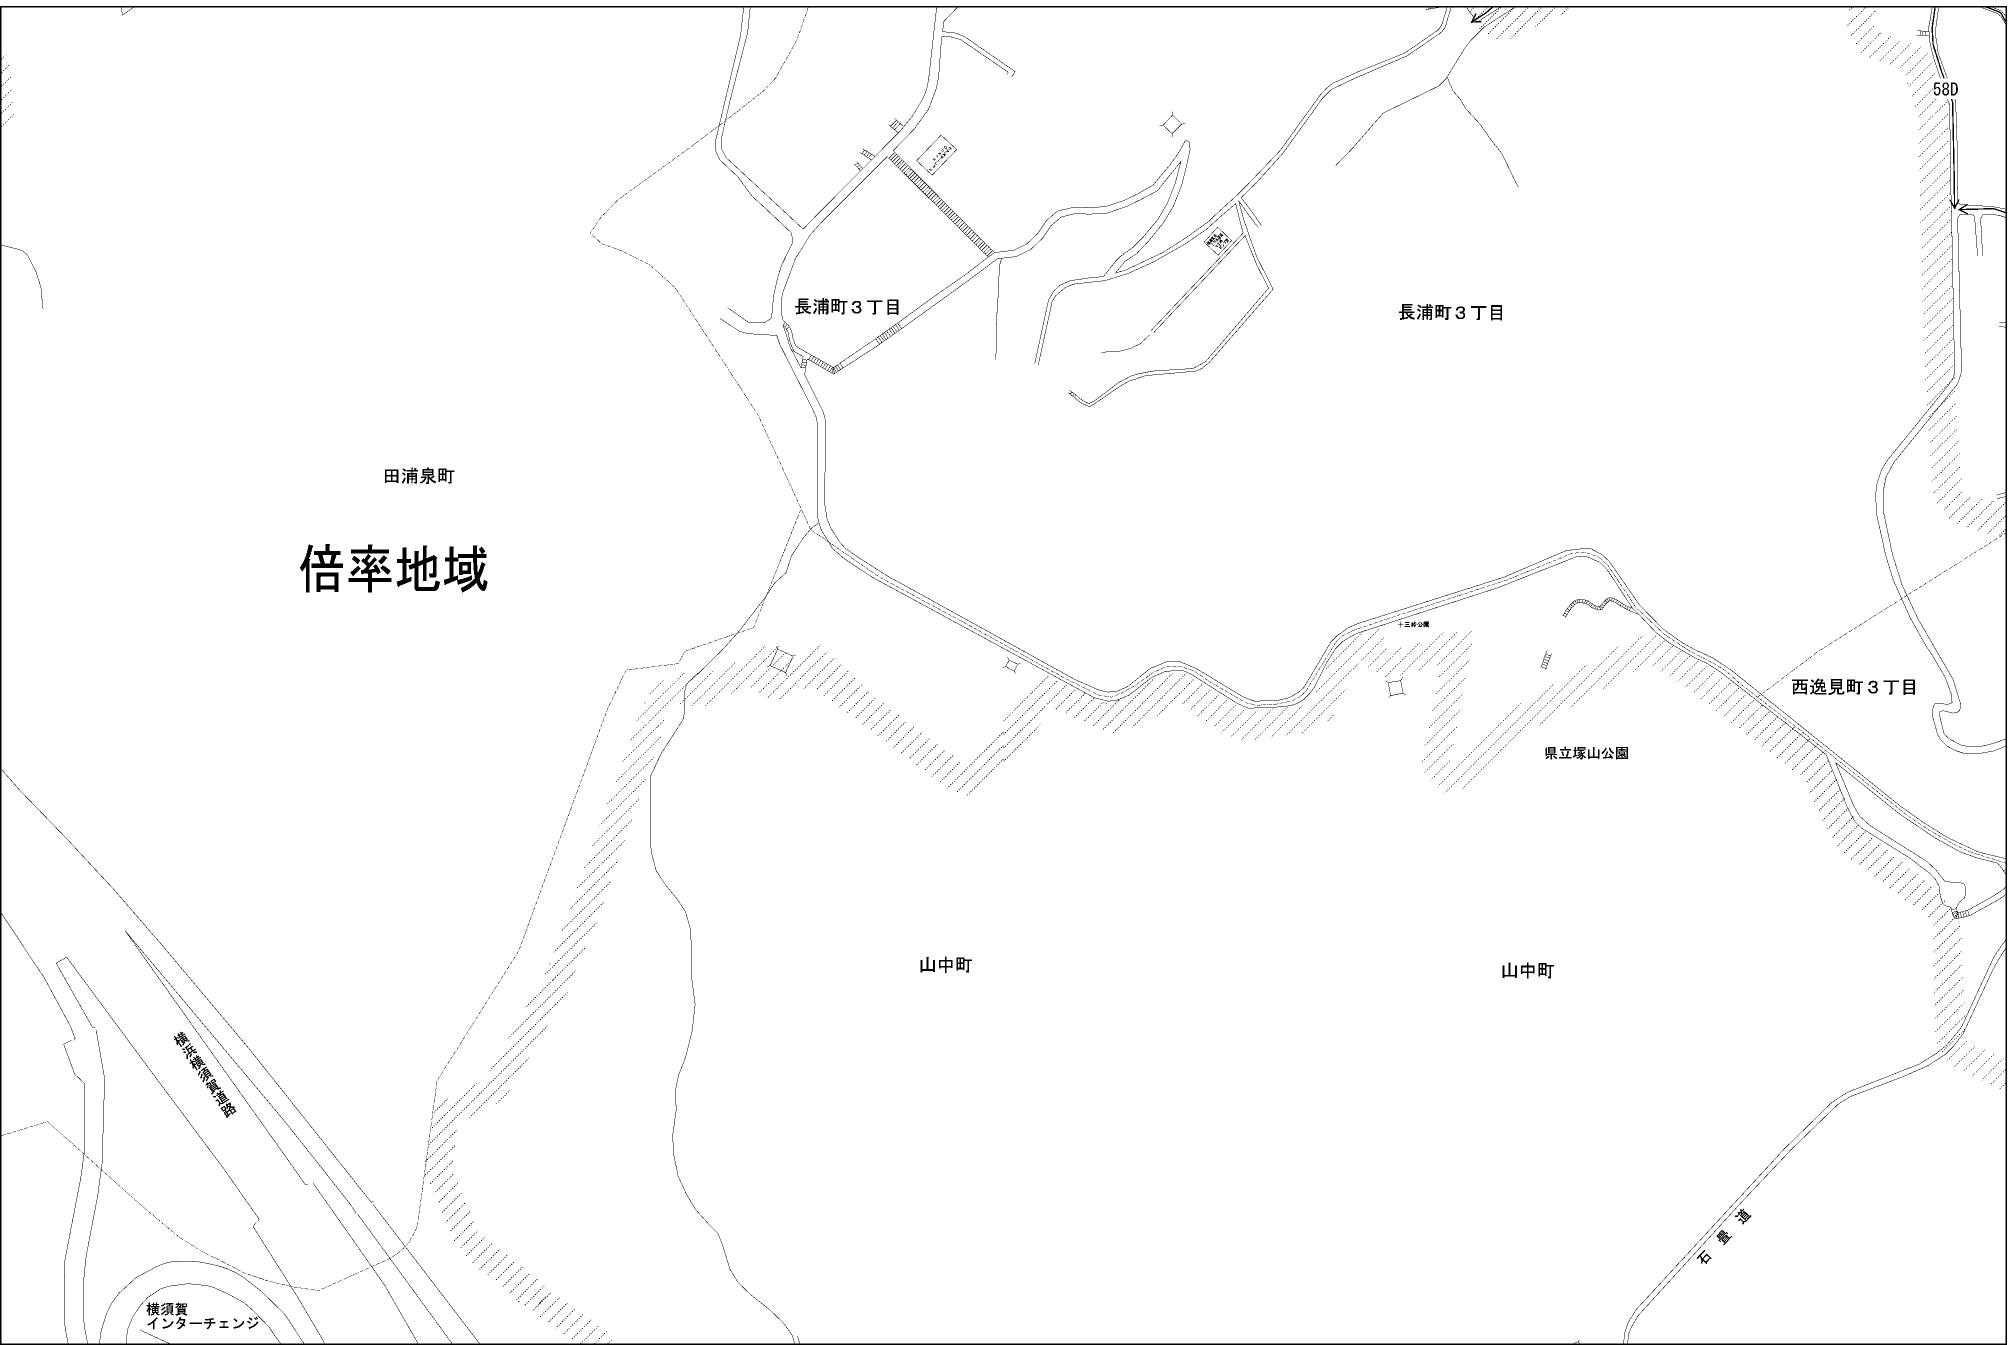 58D
長浦町３丁目
長浦町３丁目
田浦泉町
倍率地域
十三峠公園
西逸見町３丁目
県立塚山公園
山中町
山中町
横浜横須賀道路
石畳道
横須賀
インターチェンジ